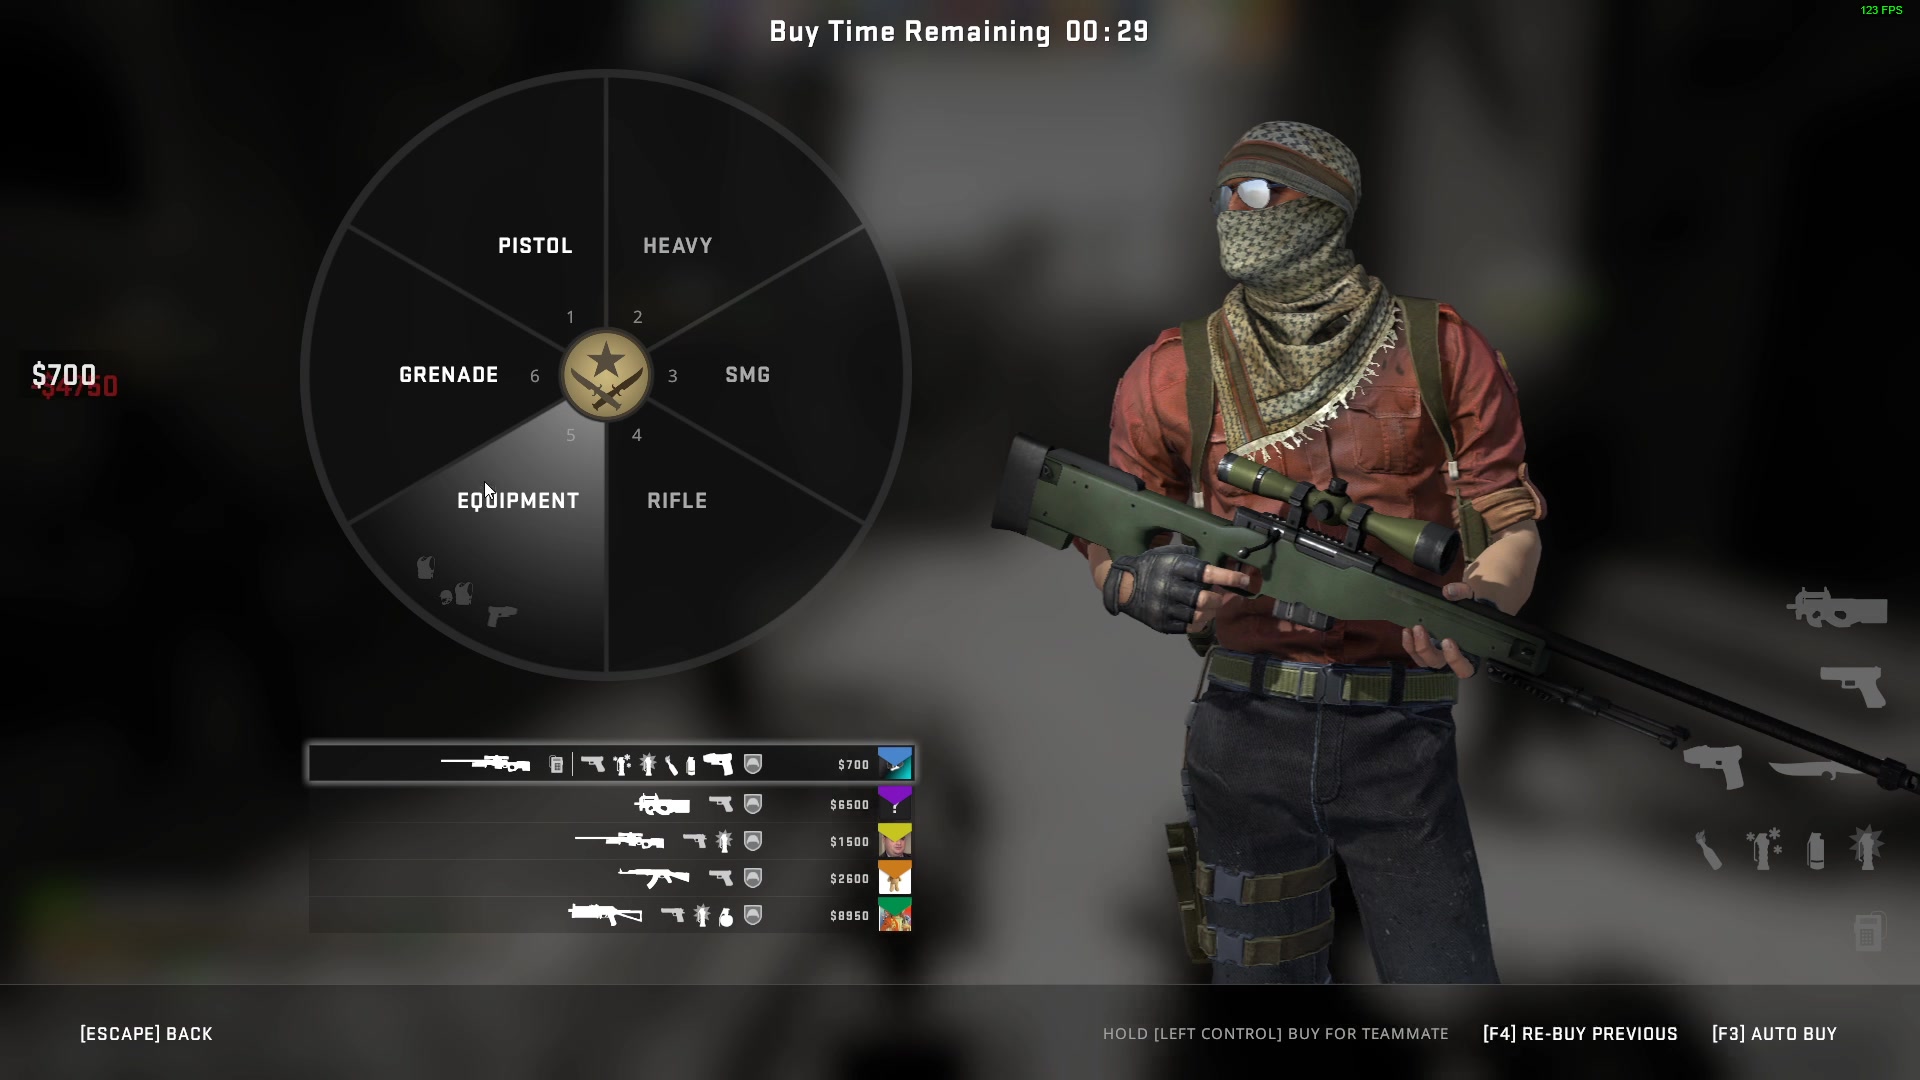 123 FPS
Buy Time Remaining 00:29
PISTOL
HEAVY
1
2
$700
-$4750
GRENADE
6
3
SMG
5
4
EQUIPMENT
RIFLE
$700
$6500
$1500
$2600
$8950
[ESCAPE] BACK
HOLD [LEFT CONTROL] BUY FOR TEAMMATE
[F4] RE-BUY PREVIOUS
[F3] AUTO BUY